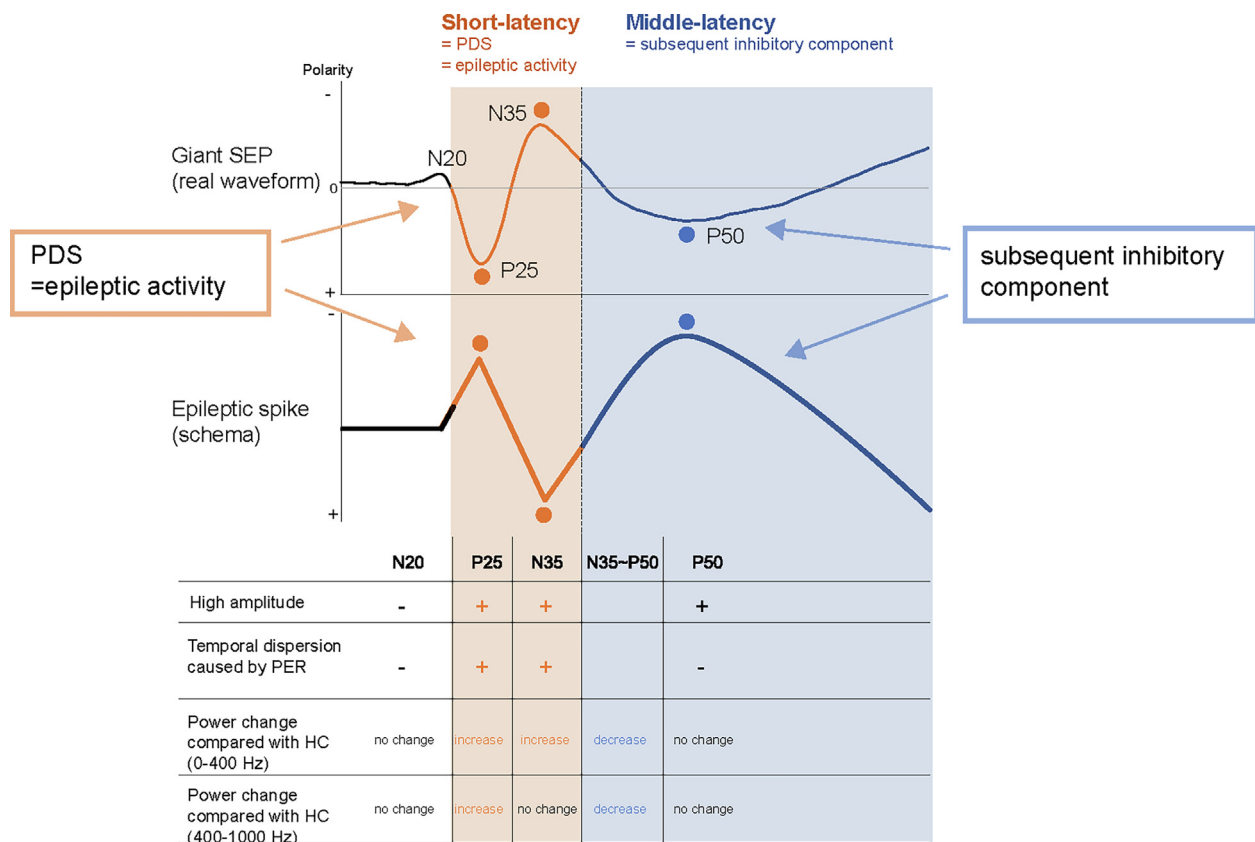 Short-latency
= PDS
= epileptic activity
Middle-latency
= subsequent inhibitory component
Polarity
-
N35
N20
Giant SEP
(real waveform)
0
PDS
=epileptic activity
P25
P50
subsequent inhibitory
component
+
-
Epileptic spike
(schema)
+
N20 P25 N35 N35~P50 P50
High amplitude - + + +
Temporal dispersion
caused by PER - + + -
Power change
compared with HC no change increase increase decrease no change
(0-400 Hz)
Power change
compared with HC no change increase no change decrease no change
(400-1000 Hz)